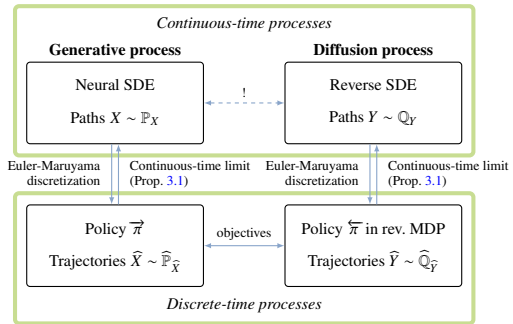 Continuous-time processes
Generative process
Diffusion process
Neural SDE
Paths X ∼ ℙ_X
!
Reverse SDE
Paths Y ∼ ℚ_Y
Euler-Maruyama
discretization
Continuous-time limit
(Prop. 3.1)
Euler-Maruyama
discretization
Continuous-time limit
(Prop. 3.1)
Policy π⃗
Trajectories X̂ ∼ ℙ̂_X̂
objectives
Policy π⃖ in rev. MDP
Trajectories Ŷ ∼ ℚ̂_Ŷ
Discrete-time processes